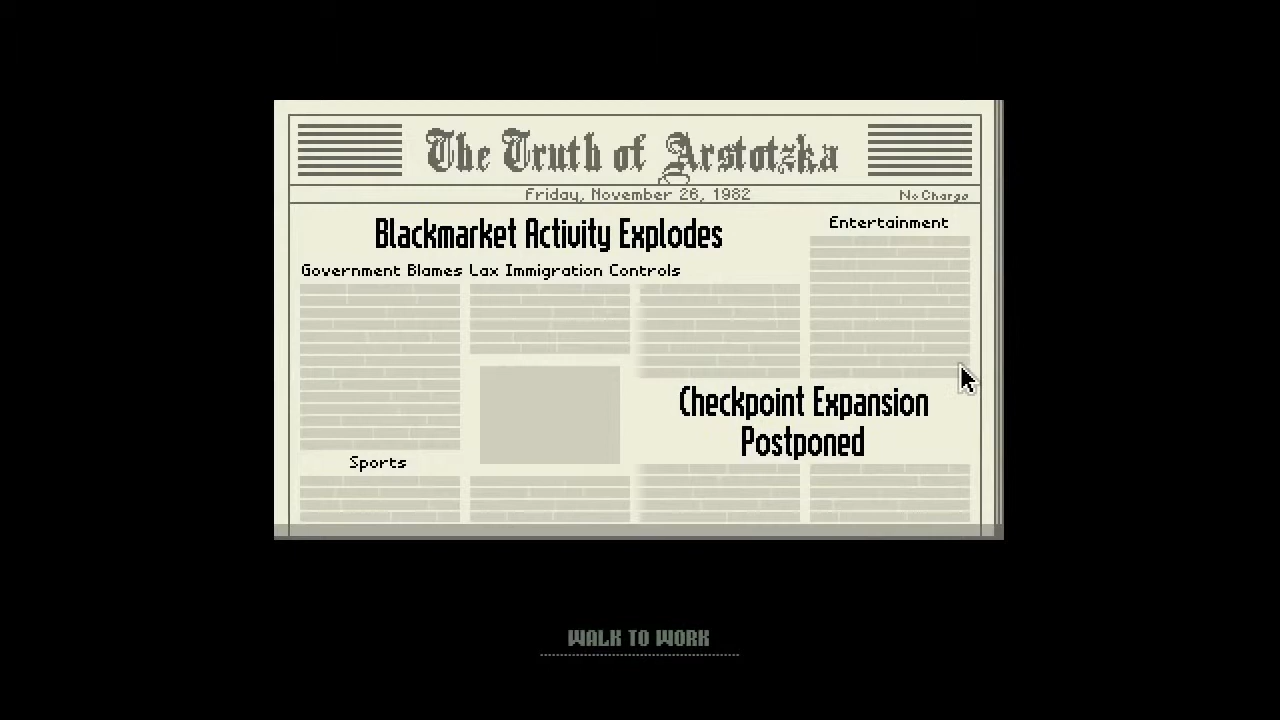 The Truth of Arstotzka
Friday, November 26, 1982
No Charge
Blackmarket Activity Explodes
Government Blames Lax Immigration Controls
Entertainment
Checkpoint Expansion
Postponed
Sports
WALK TO WORK